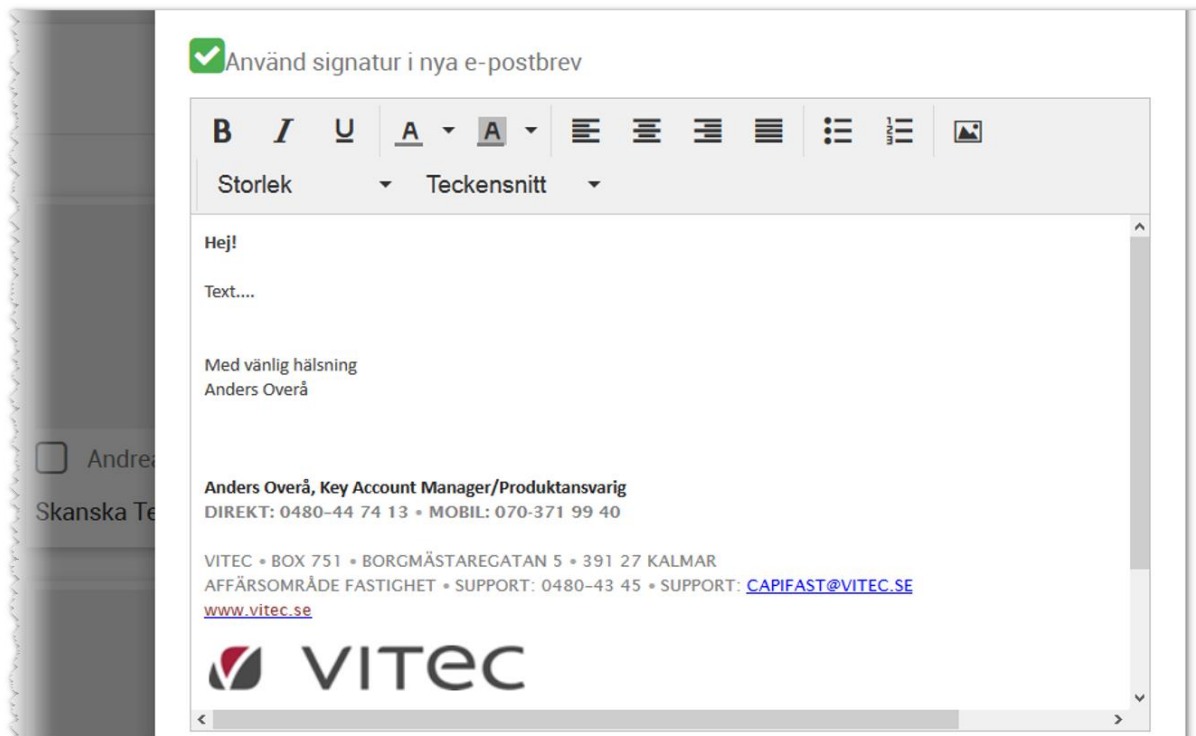 Använd signatur i nya e-postbrev
B I U A A
Storlek Teckensnitt
Hej!
Text....
Med vänlig hälsning
Anders Overå
Anders Overå, Key Account Manager/Produktansvarig
DIREKT: 0480-44 74 13 • MOBIL: 070-371 99 40
VITEC • BOX 751 • BORGMÄSTAREGATAN 5 • 391 27 KALMAR
AFFÄRSOMRÅDE FASTIGHET • SUPPORT: 0480-43 45 • SUPPORT: CAPIFAST@VITEC.SE
www.vitec.se
VITEC
Andrea
Skanska Te